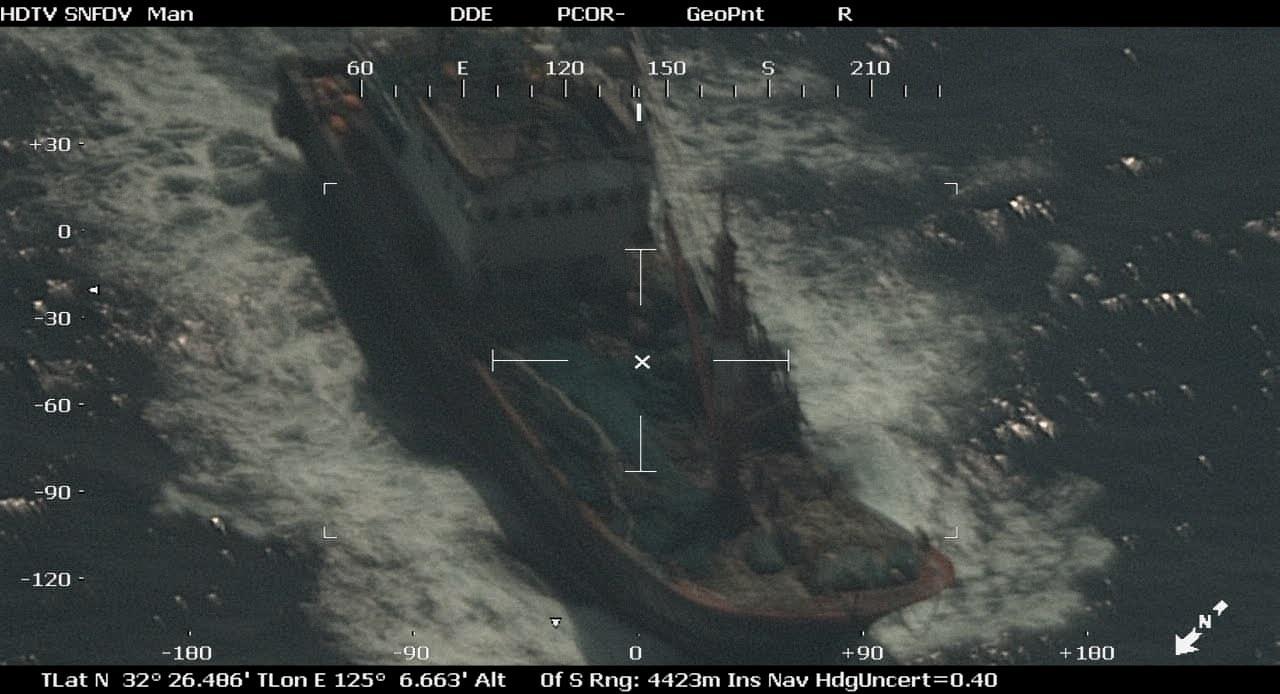 HDTV SNFOV Man DDE PCOR- GeoPnt R
60 E 120 150 S 210
+30
0
-30
-60
-90
-120
N
-180 -90 0 +90 +180
TLat N 32° 26.486' TLon E 125° 6.663' Alt 0f S Rng: 4423m Ins Nav HdgUncert=0.40